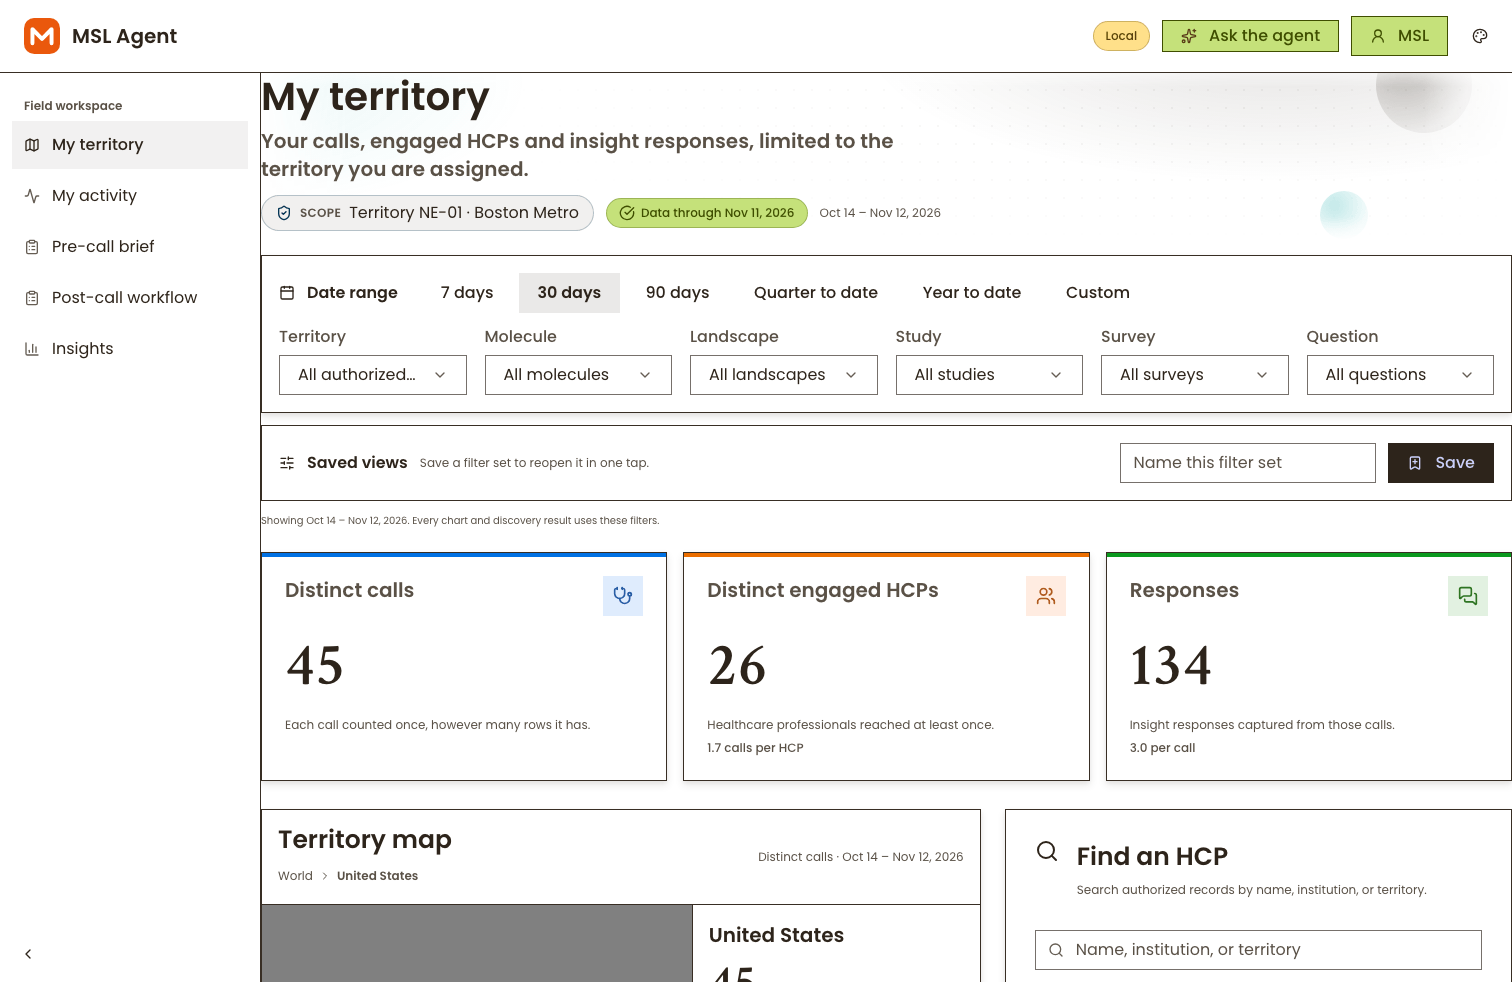 MSL Agent
Local
Ask the agent
MSL
Field workspace
My territory
My activity
Pre-call brief
Post-call workflow
Insights
My territory
Your calls, engaged HCPs and insight responses, limited to the
territory you are assigned.
SCOPE Territory NE-01 · Boston Metro
Data through Nov 11, 2026
Oct 14 – Nov 12, 2026
Date range
7 days
30 days
90 days
Quarter to date
Year to date
Custom
Territory
Molecule
Landscape
Study
Survey
Question
All authorized...
All molecules
All landscapes
All studies
All surveys
All questions
Saved views
Save a filter set to reopen it in one tap.
Name this filter set
Save
Showing Oct 14 – Nov 12, 2026. Every chart and discovery result uses these filters.
Distinct calls
45
Each call counted once, however many rows it has.
Distinct engaged HCPs
26
Healthcare professionals reached at least once.
1.7 calls per HCP
Responses
134
Insight responses captured from those calls.
3.0 per call
Territory map
World > United States
Distinct calls · Oct 14 – Nov 12, 2026
United States
45
Find an HCP
Search authorized records by name, institution, or territory.
Name, institution, or territory